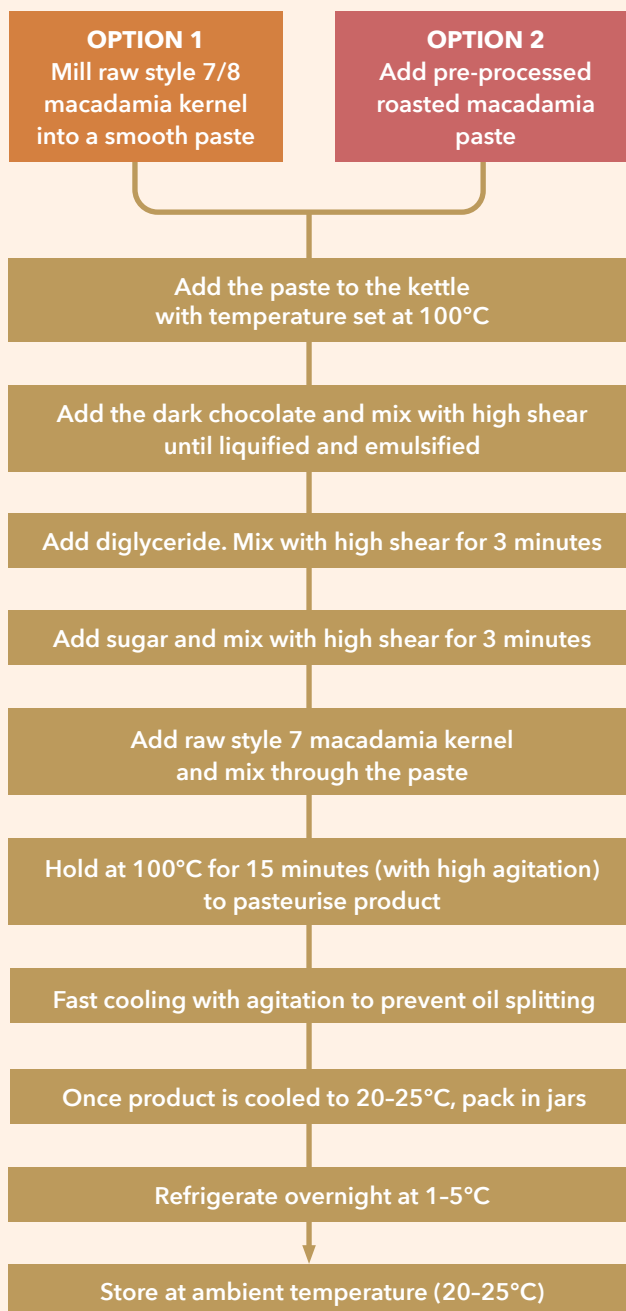 OPTION 1
Mill raw style 7/8
macadamia kernel
into a smooth paste
OPTION 2
Add pre-processed
roasted macadamia
paste
Add the paste to the kettle
with temperature set at 100°C
Add the dark chocolate and mix with high shear
until liquified and emulsified
Add diglyceride. Mix with high shear for 3 minutes
Add sugar and mix with high shear for 3 minutes
Add raw style 7 macadamia kernel
and mix through the paste
Hold at 100°C for 15 minutes (with high agitation)
to pasteurise product
Fast cooling with agitation to prevent oil splitting
Once product is cooled to 20–25°C, pack in jars
Refrigerate overnight at 1–5°C
Store at ambient temperature (20–25°C)